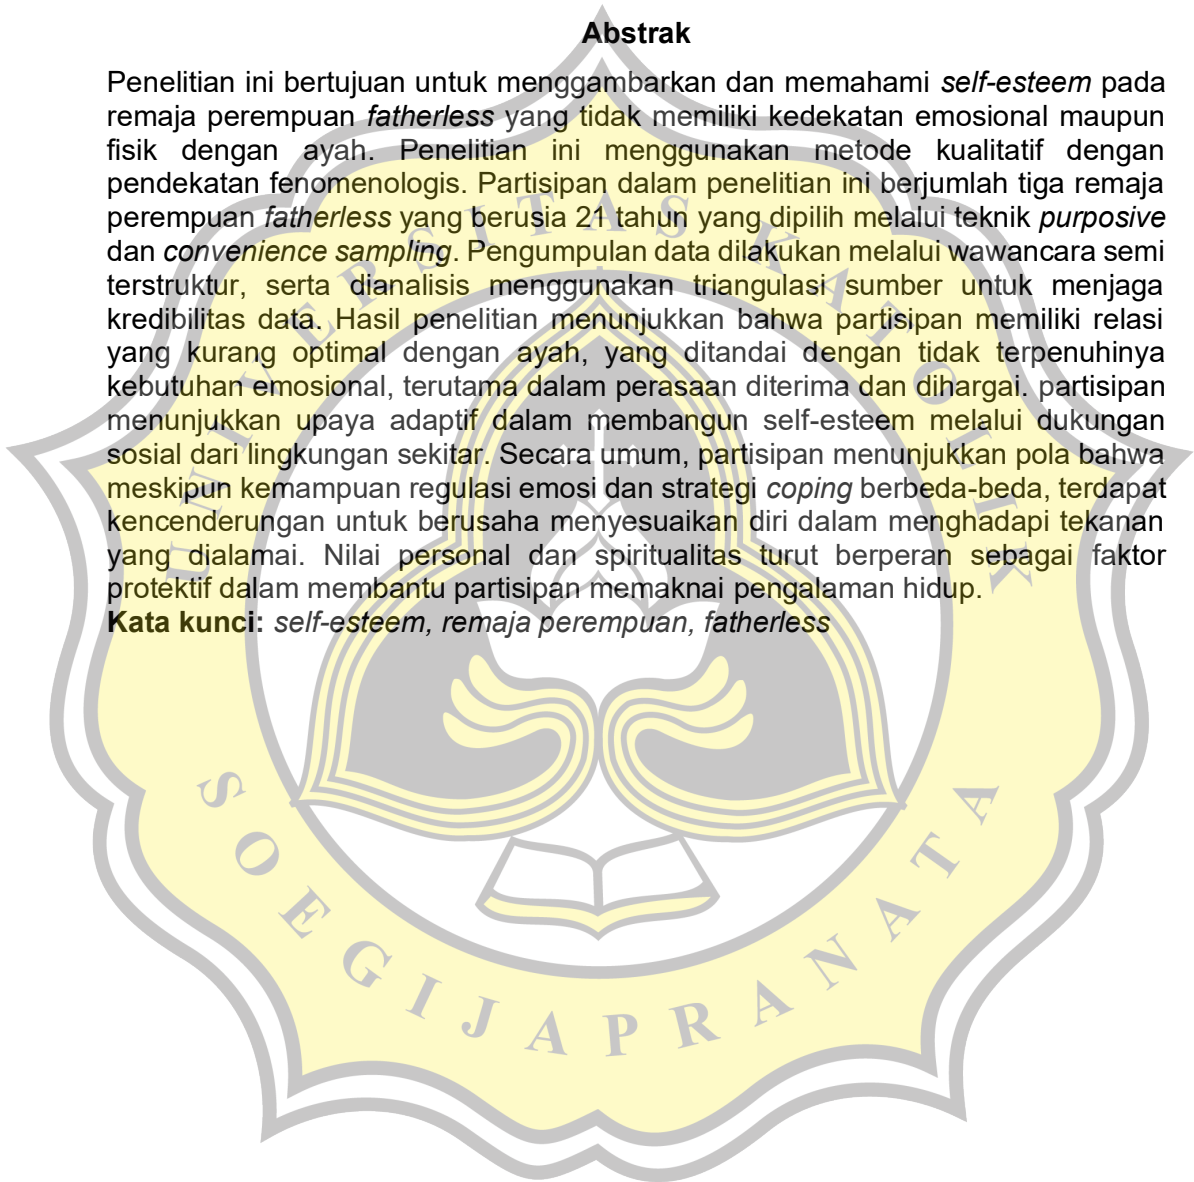 Abstrak
Penelitian ini bertujuan untuk menggambarkan dan memahami self-esteem pada
remaja perempuan fatherless yang tidak memiliki kedekatan emosional maupun
fisik dengan ayah. Penelitian ini menggunakan metode kualitatif dengan
pendekatan fenomenologis. Partisipan dalam penelitian ini berjumlah tiga remaja
perempuan fatherless yang berusia 21 tahun yang dipilih melalui teknik purposive
dan convenience sampling. Pengumpulan data dilakukan melalui wawancara semi
terstruktur, serta dianalisis menggunakan triangulasi sumber untuk menjaga
kredibilitas data. Hasil penelitian menunjukkan bahwa partisipan memiliki relasi
yang kurang optimal dengan ayah, yang ditandai dengan tidak terpenuhinya
kebutuhan emosional, terutama dalam perasaan diterima dan dihargai. partisipan
menunjukkan upaya adaptif dalam membangun self-esteem melalui dukungan
sosial dari lingkungan sekitar. Secara umum, partisipan menunjukkan pola bahwa
meskipun kemampuan regulasi emosi dan strategi coping berbeda-beda, terdapat
kencenderungan untuk berusaha menyesuaikan diri dalam menghadapi tekanan
yang dialamai. Nilai personal dan spiritualitas turut berperan sebagai faktor
protektif dalam membantu partisipan memaknai pengalaman hidup.
Kata kunci: self-esteem, remaja perempuan, fatherless
UNIVERSITAS KATOLIK
SOEGIJAPRANATA